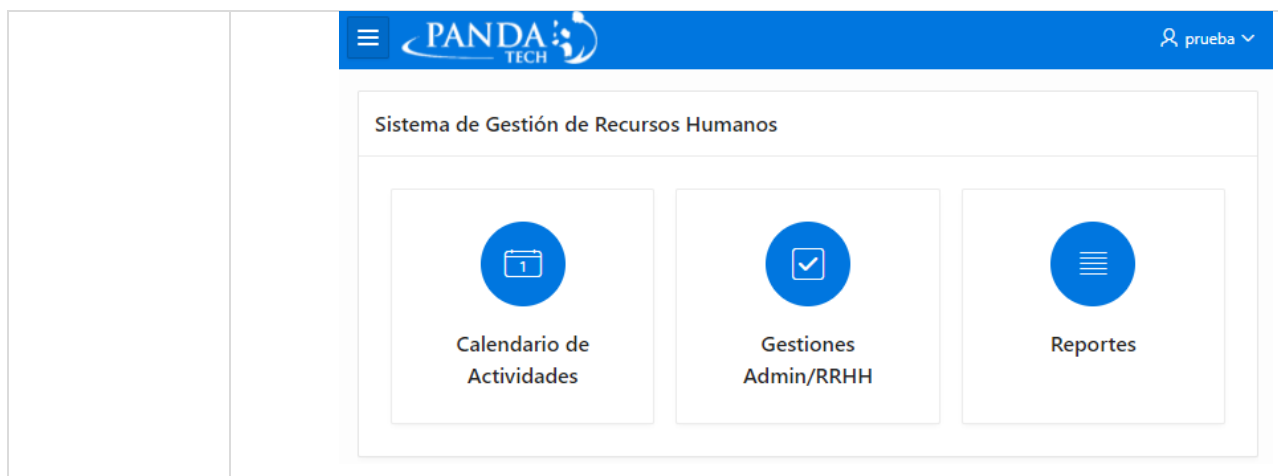 PANDA
TECH
prueba
Sistema de Gestión de Recursos Humanos
1
Calendario de
Actividades
Gestiones
Admin/RRHH
Reportes